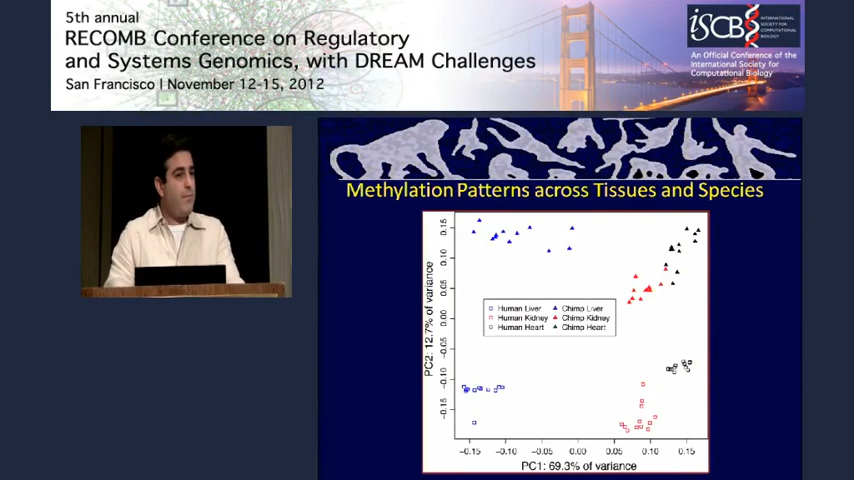 5th annual
RECOMB Conference on Regulatory
and Systems Genomics, with DREAM Challenges
San Francisco | November 12-15, 2012
iSCB
INTERNATIONAL
SOCIETY FOR
COMPUTATIONAL
BIOLOGY
An Official Conference of the
International Society for
Computational Biology
Methylation Patterns across Tissues and Species
PC2: 12.7% of variance
0.15
0.10
0.05
0.00
−0.05
−0.10
−0.15
Human Liver Chimp Liver
Human Kidney Chimp Kidney
Human Heart Chimp Heart
−0.15 −0.10 −0.05 0.00 0.05 0.10 0.15
PC1: 69.3% of variance